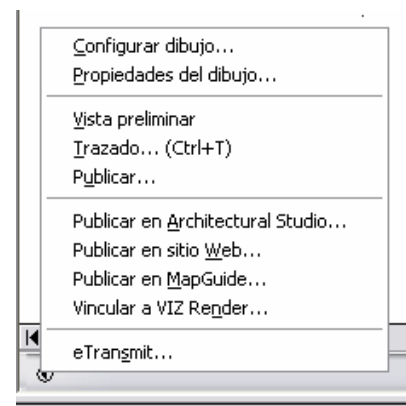 Configurar dibujo...
Propiedades del dibujo...
Vista preliminar
Trazado... (Ctrl+T)
Publicar...
Publicar en Architectural Studio...
Publicar en sitio Web...
Publicar en MapGuide...
Vincular a VIZ Render...
eTransmit...